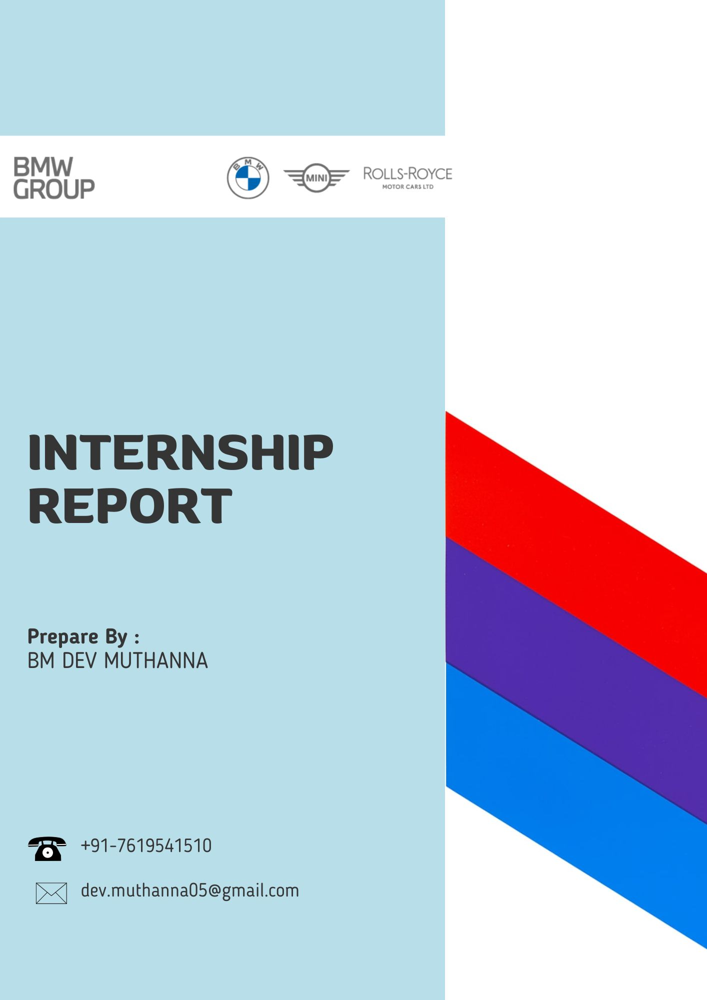 BMW
GROUP
BMW
MINI
ROLLS-ROYCE
MOTOR CARS LTD
INTERNSHIP
REPORT
Prepare By :
BM DEV MUTHANNA
+91-7619541510
dev.muthanna05@gmail.com